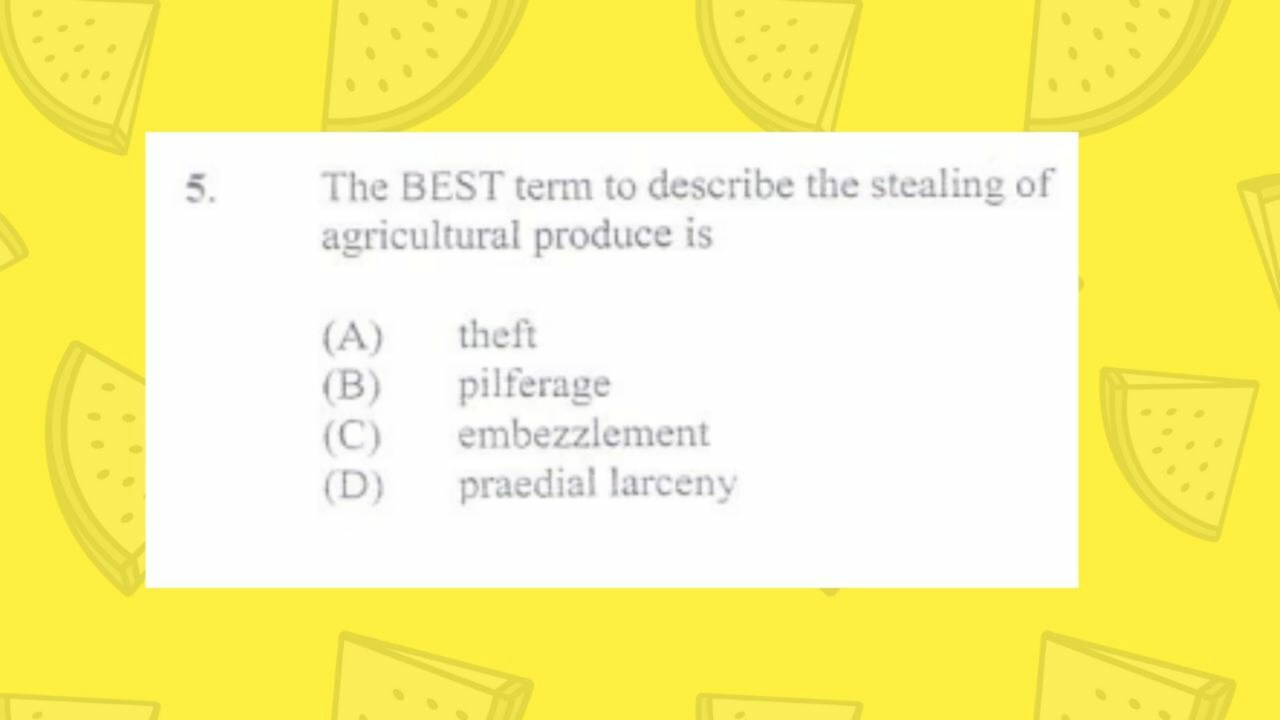 5. The BEST term to describe the stealing of
agricultural produce is
(A) theft
(B) pilferage
(C) embezzlement
(D) praedial larceny